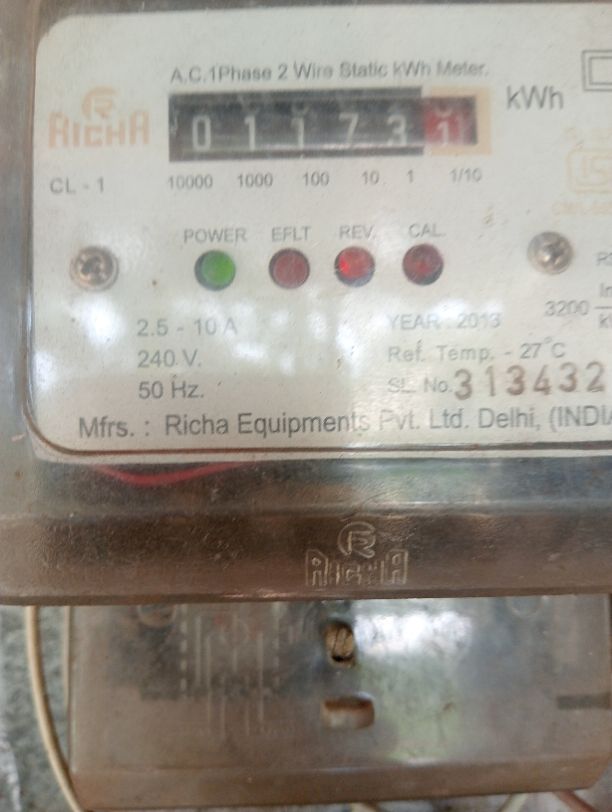 A.C.1Phase 2 Wire Static kWh Meter.
RICHA
0 1 1 7 3 1
kWh
CL - 1
10000 1000 100 10 1 1/10
POWER EFLT REV. CAL.
2.5 - 10 A
240 V.
50 Hz.
YEAR : 2013
3200
Ref. Temp. - 27°C
SL. No. 313432
Mfrs. : Richa Equipments Pvt. Ltd. Delhi, (INDI
RICHA